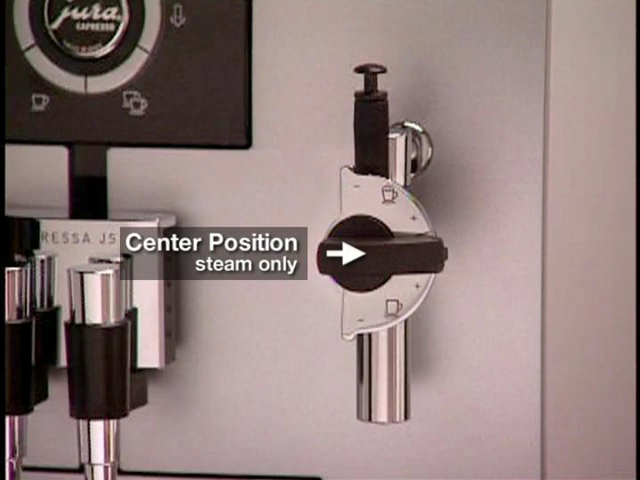 jura
CAPRESSO
RESSA J5
Center Position
steam only